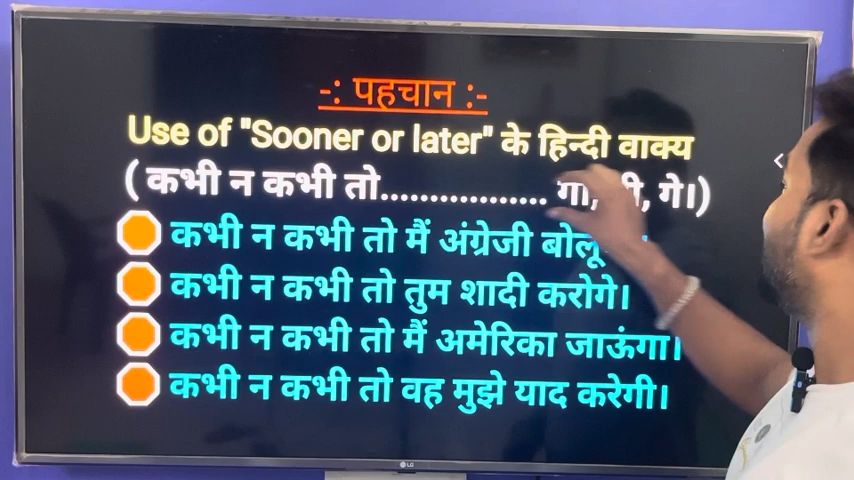 -: पहचान :-
Use of "Sooner or later" के हिन्दी वाक्य
( कभी न कभी तो................. गा, गे।)
कभी न कभी तो मैं अंग्रेजी
कभी न कभी तो तुम शादी करोगे।
कभी न कभी तो मैं अमेरिका जाऊंगा।
कभी न कभी तो वह मुझे याद करेगी।
LG